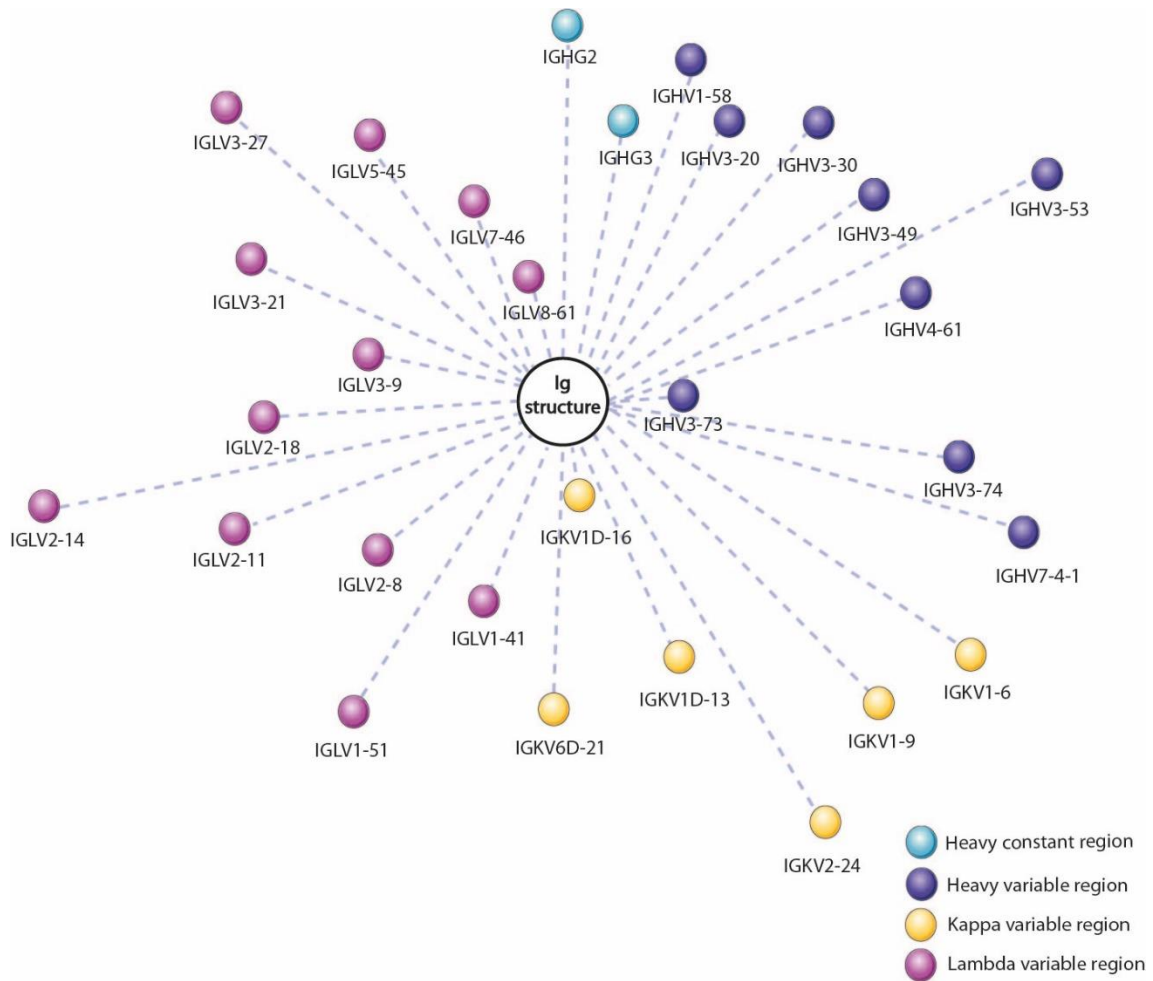 IGHG2
IGHV1-58
IGLV3-27
IGLV5-45
IGHG3
IGHV3-20
IGHV3-30
IGHV3-53
IGLV7-46
IGHV3-49
IGLV3-21
IGLV8-61
IGHV4-61
IGLV3-9
Ig
structure
IGHV3-73
IGLV2-18
IGHV3-74
IGLV2-14
IGLV2-11
IGKV1D-16
IGLV2-8
IGHV7-4-1
IGLV1-41
IGKV1D-13
IGKV1-6
IGLV1-51
IGKV6D-21
IGKV1-9
IGKV2-24
Heavy constant region
Heavy variable region
Kappa variable region
Lambda variable region